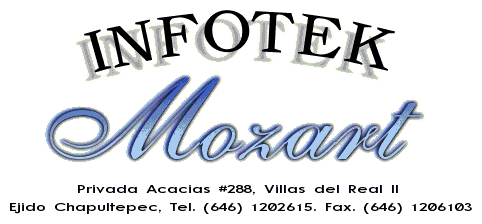 INFOTEK
Mozart
Privada Acacias #288, Villas del Real II
Ejido Chapultepec, Tel. (646) 1202615. Fax. (646) 1206103